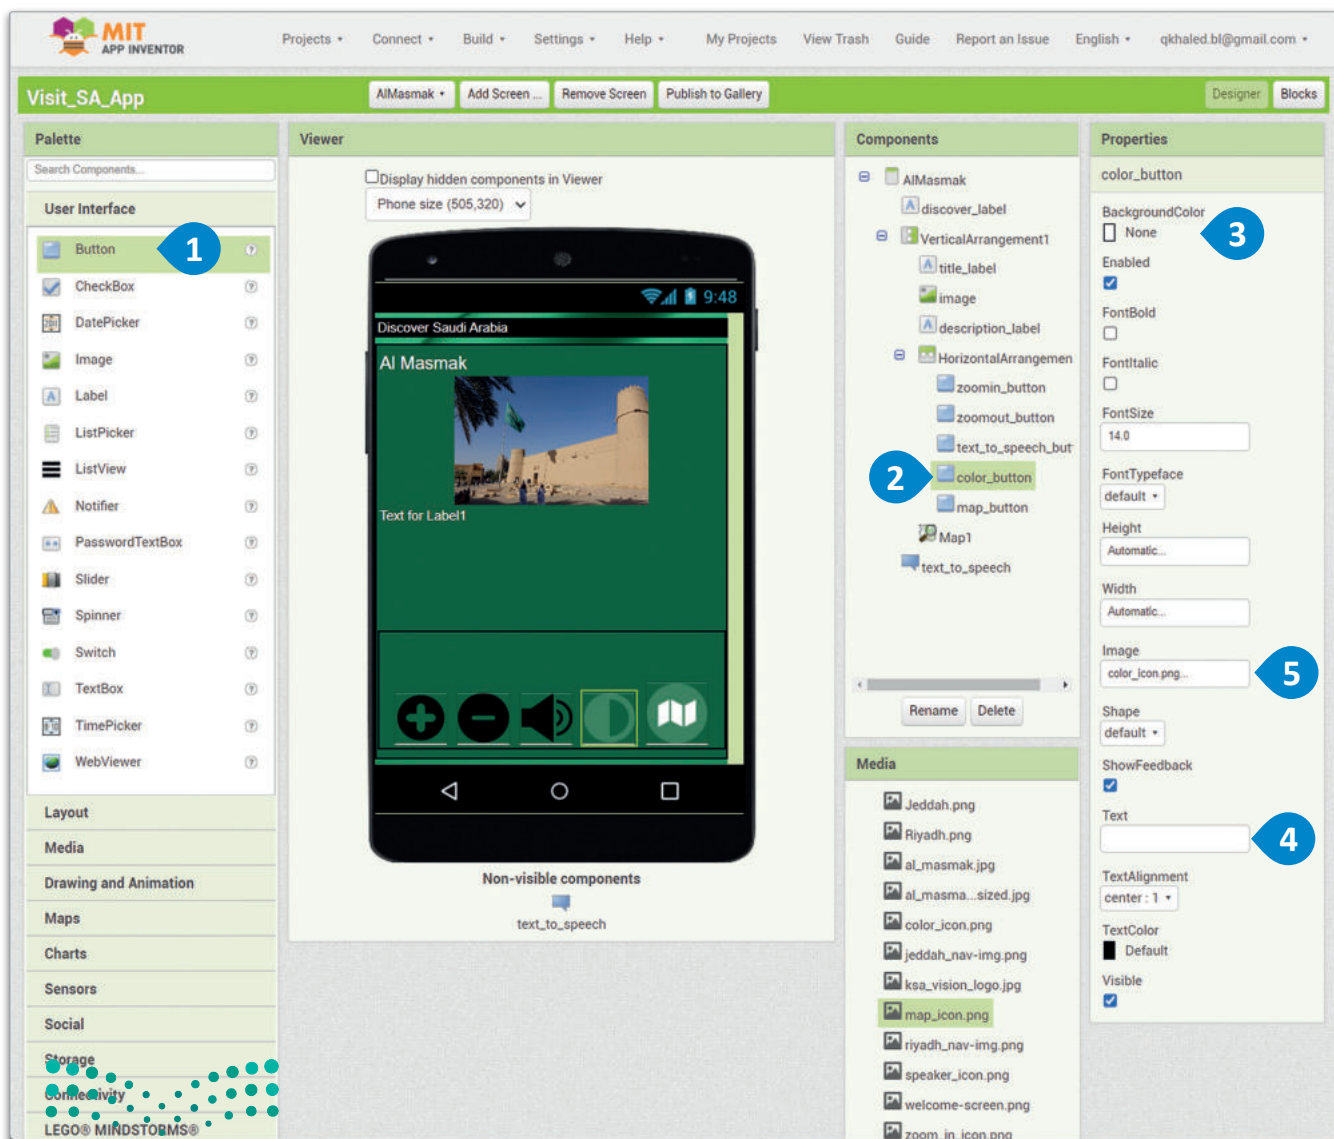 MIT
APP INVENTOR
Projects
Connect
Build
Settings
Help
My Projects
View Trash
Guide
Report an Issue
English
qkhaled.bl@gmail.com
Visit_SA_App
AlMasmak
Add Screen ...
Remove Screen
Publish to Gallery
Designer
Blocks
Palette
Search Components...
User Interface
Button
1
CheckBox
DatePicker
Image
Label
ListPicker
ListView
Notifier
PasswordTextBox
Slider
Spinner
Switch
TextBox
TimePicker
WebViewer
Layout
Media
Drawing and Animation
Maps
Charts
Sensors
Social
Storage
Connectivity
LEGO® MINDSTORMS®
Viewer
Display hidden components in Viewer
Phone size (505,320)
9:48
Discover Saudi Arabia
Al Masmak
Text for Label1
Non-visible components
text_to_speech
Components
AlMasmak
discover_label
VerticalArrangement1
title_label
image
description_label
HorizontalArrangemen
zoomin_button
zoomout_button
text_to_speech_but
2
color_button
map_button
Map1
text_to_speech
Rename
Delete
Media
Jeddah.png
Riyadh.png
al_masmak.jpg
al_masma...sized.jpg
color_icon.png
jeddah_nav-img.png
ksa_vision_logo.jpg
map_icon.png
riyadh_nav-img.png
speaker_icon.png
welcome-screen.png
zoom_in_icon.png
Properties
color_button
BackgroundColor
None
3
Enabled
FontBold
FontItalic
FontSize
14.0
FontTypeface
default
Height
Automatic...
Width
Automatic...
Image
color_icon.png...
5
Shape
default
ShowFeedback
Text
4
TextAlignment
center : 1
TextColor
Default
Visible